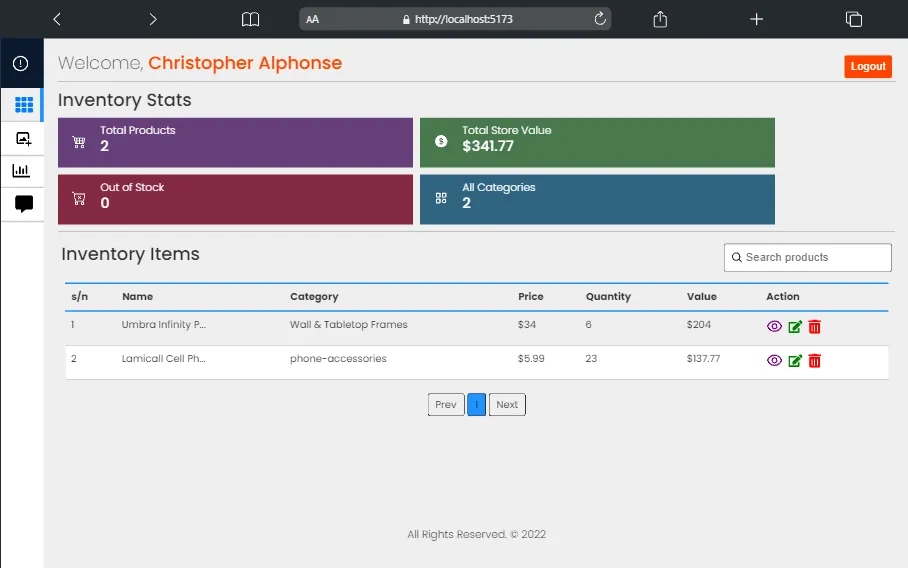 AA http://localhost:5173
Welcome, Christopher Alphonse
Logout
Inventory Stats
Total Products
2
Total Store Value
$341.77
Out of Stock
0
All Categories
2
Inventory Items
Search products
s/n Name Category Price Quantity Value Action
1 Umbra Infinity P... Wall & Tabletop Frames $34 6 $204
2 Lamicall Cell Ph... phone-accessories $5.99 23 $137.77
Prev 1 Next
All Rights Reserved. © 2022